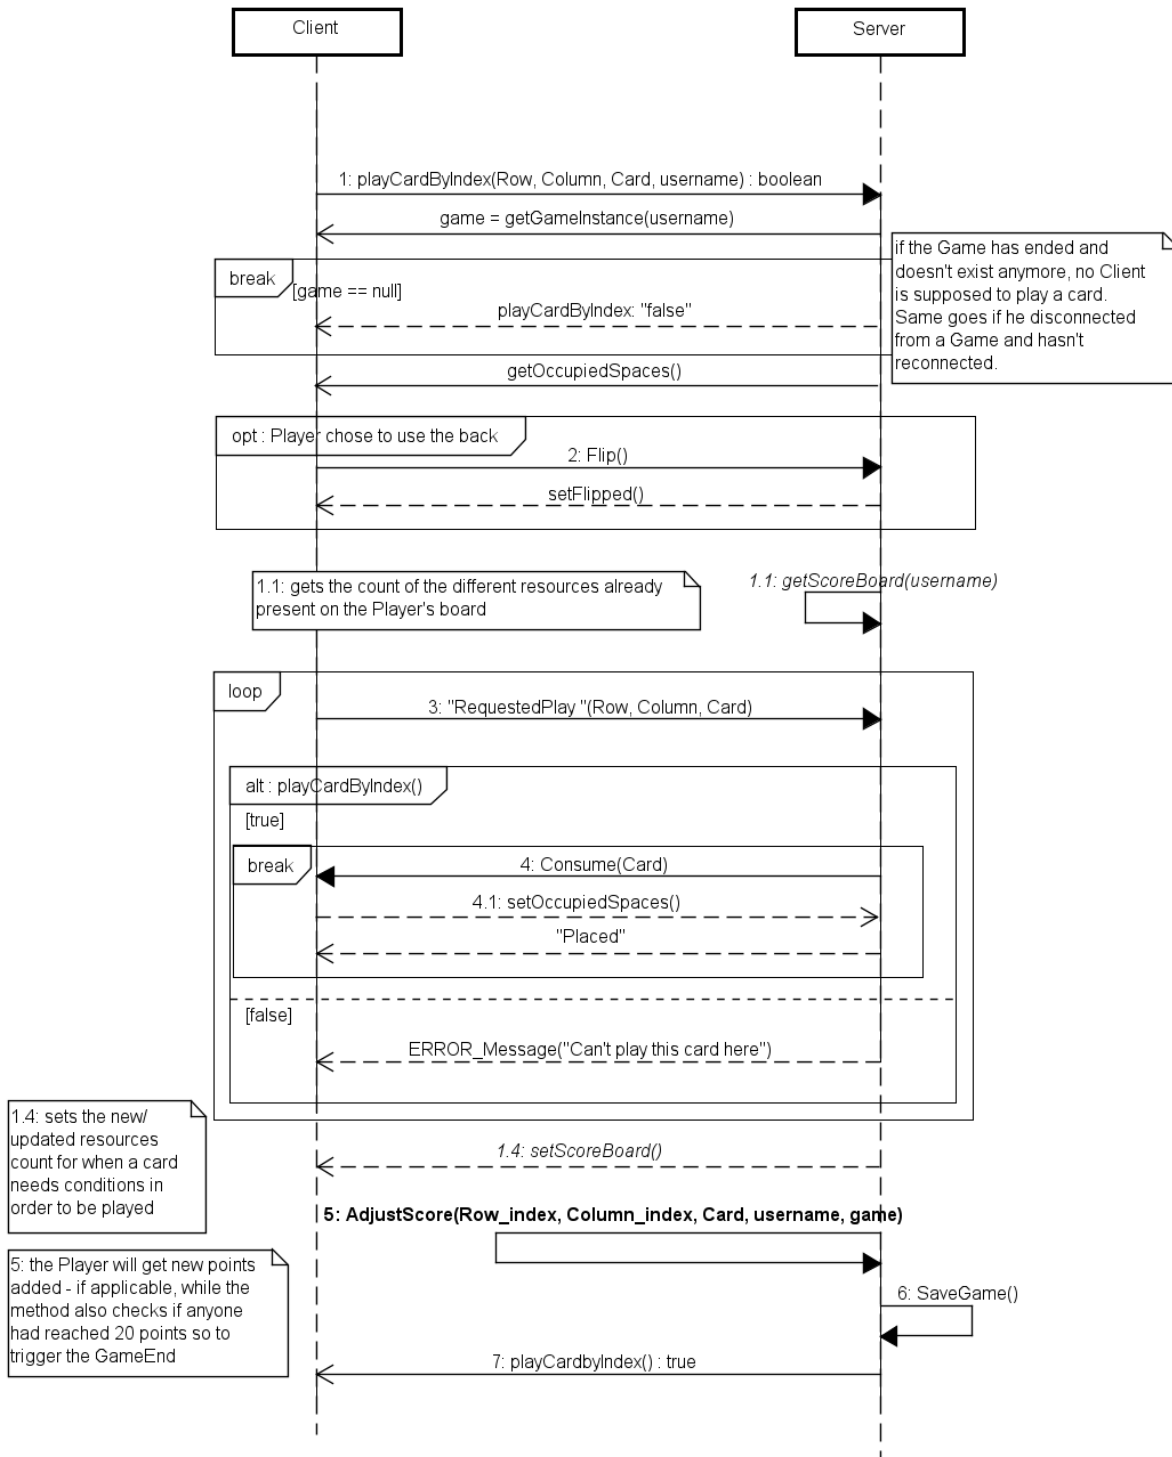 Client
Server
1: playCardByIndex(Row, Column, Card, username) : boolean
game = getGameInstance(username)
if the Game has ended and
doesn't exist anymore, no Client
is supposed to play a card.
Same goes if he disconnected
from a Game and hasn't
reconnected.
break
[game == null]
playCardByIndex: "false"
getOccupiedSpaces()
opt : Player chose to use the back
2: Flip()
setFlipped()
1.1: gets the count of the different resources already
present on the Player's board
1.1: getScoreBoard(username)
loop
3: "RequestedPlay "(Row, Column, Card)
alt : playCardByIndex()
[true]
break
4: Consume(Card)
4.1: setOccupiedSpaces()
"Placed"
[false]
ERROR_Message("Can't play this card here")
1.4: sets the new/
updated resources
count for when a card
needs conditions in
order to be played
1.4: setScoreBoard()
5: AdjustScore(Row_index, Column_index, Card, username, game)
5: the Player will get new points
added - if applicable, while the
method also checks if anyone
had reached 20 points so to
trigger the GameEnd
6: SaveGame()
7: playCardbyIndex() : true